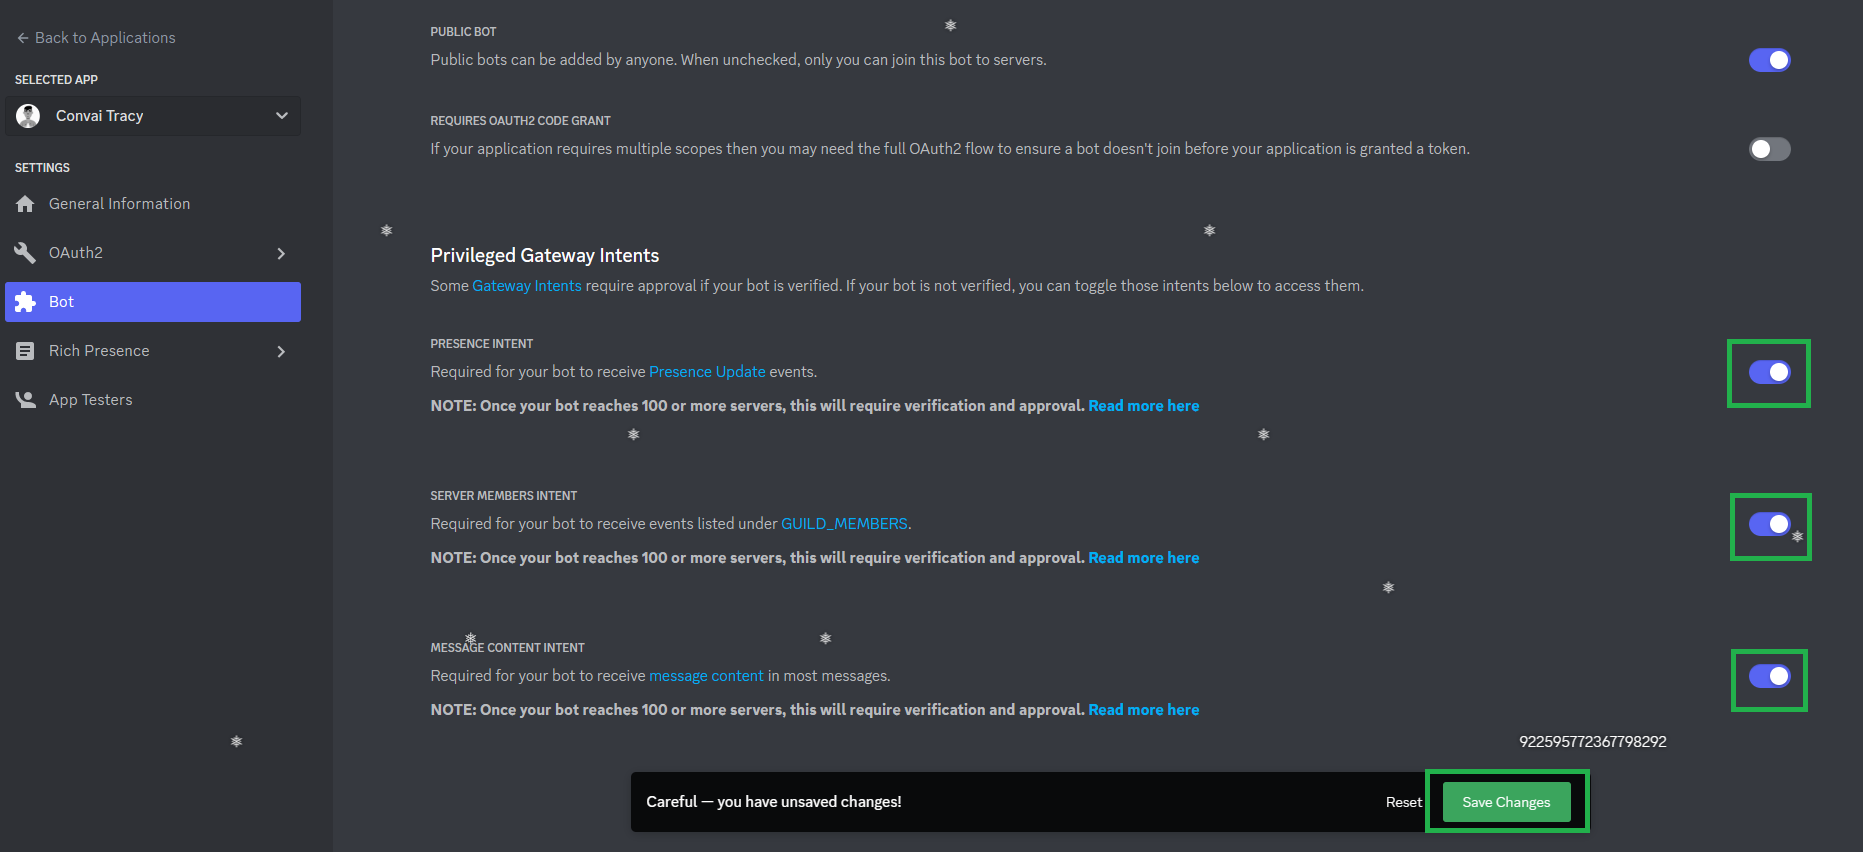 Back to Applications
SELECTED APP
Convai Tracy
SETTINGS
General Information
OAuth2
Bot
Rich Presence
App Testers
PUBLIC BOT
Public bots can be added by anyone. When unchecked, only you can join this bot to servers.
REQUIRES OAUTH2 CODE GRANT
If your application requires multiple scopes then you may need the full OAuth2 flow to ensure a bot doesn't join before your application is granted a token.
Privileged Gateway Intents
Some Gateway Intents require approval if your bot is verified. If your bot is not verified, you can toggle those intents below to access them.
PRESENCE INTENT
Required for your bot to receive Presence Update events.
NOTE: Once your bot reaches 100 or more servers, this will require verification and approval. Read more here
SERVER MEMBERS INTENT
Required for your bot to receive events listed under GUILD_MEMBERS.
NOTE: Once your bot reaches 100 or more servers, this will require verification and approval. Read more here
MESSAGE CONTENT INTENT
Required for your bot to receive message content in most messages.
NOTE: Once your bot reaches 100 or more servers, this will require verification and approval. Read more here
922595772367798292
Careful — you have unsaved changes!
Reset
Save Changes